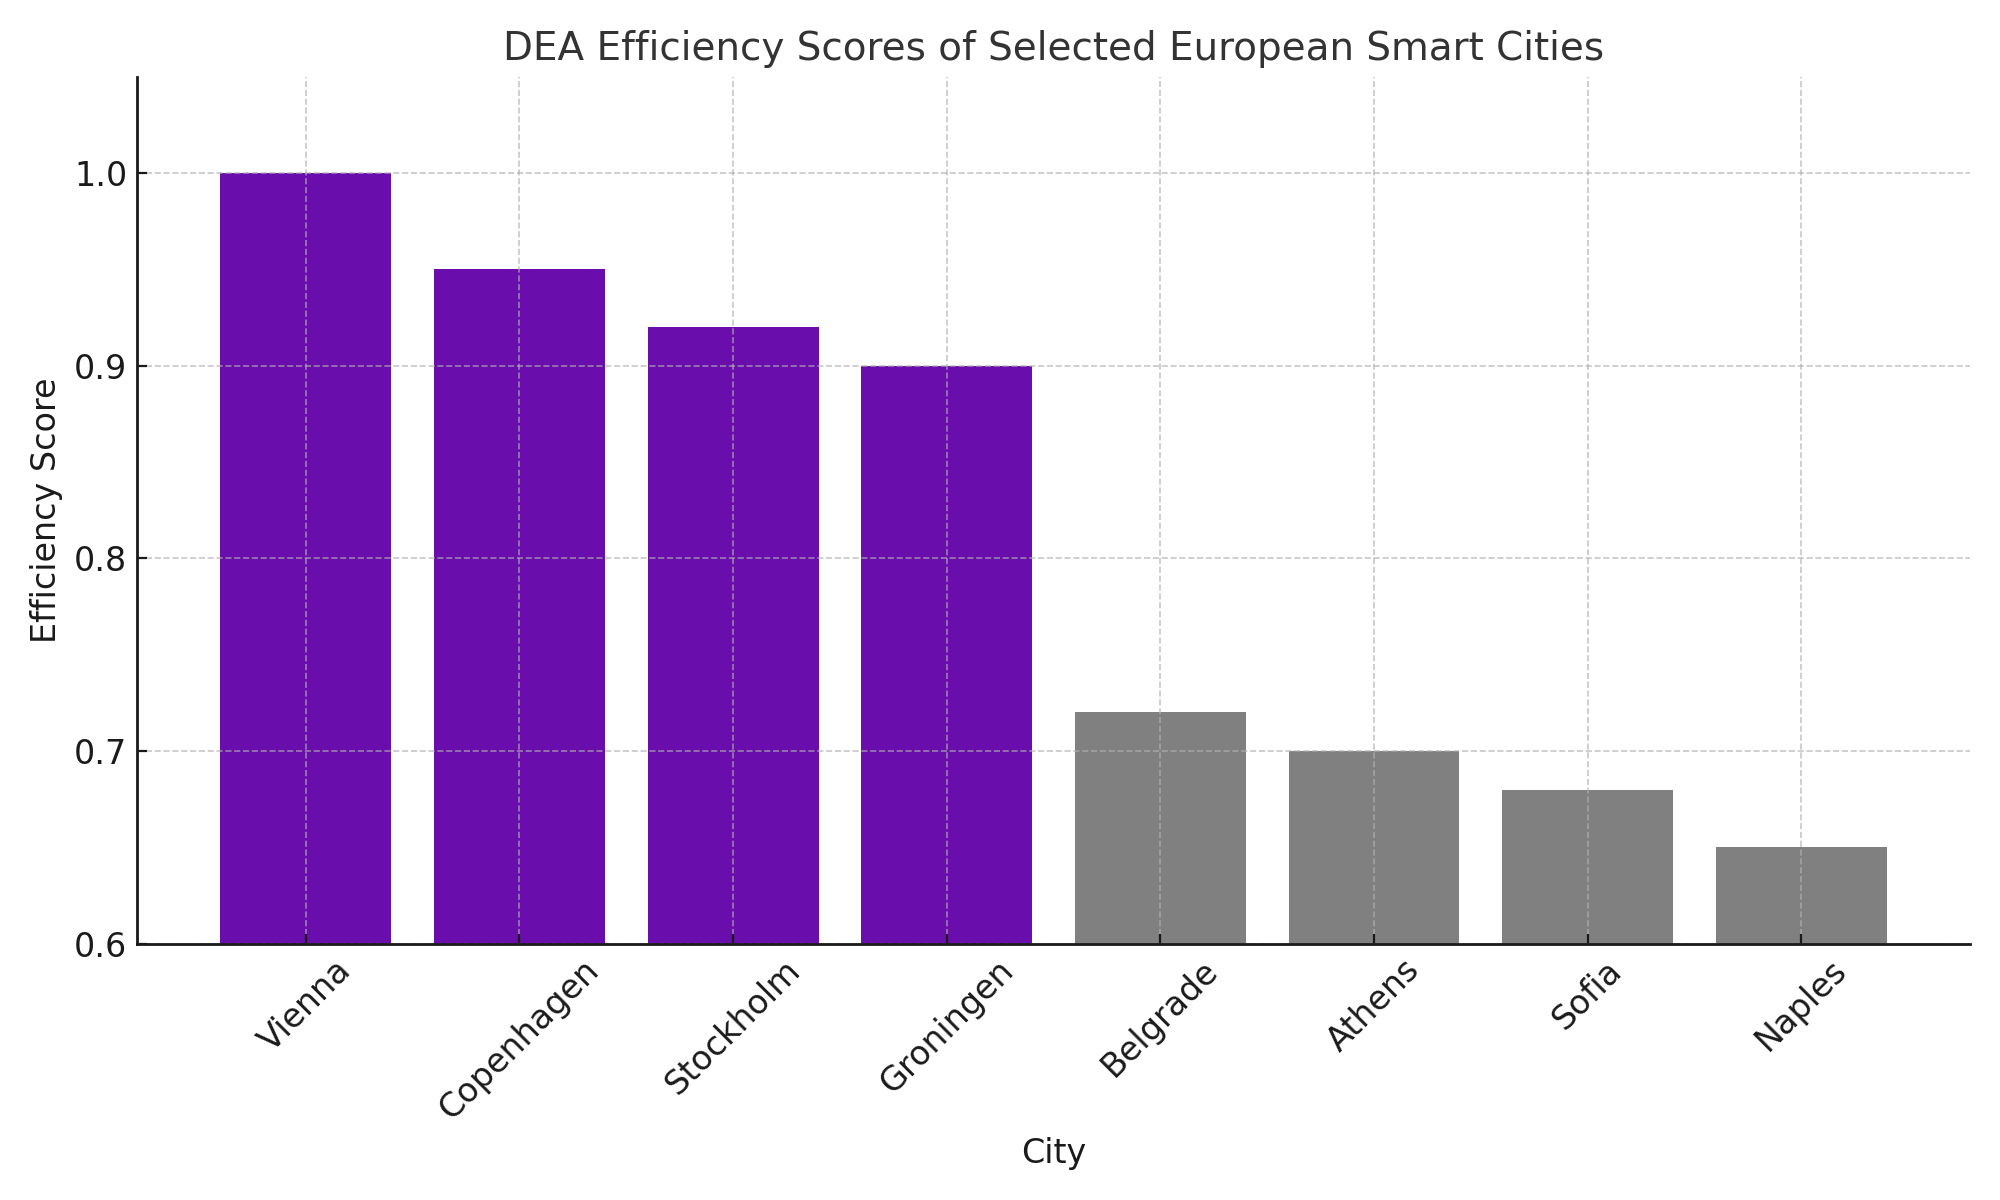 DEA Efficiency Scores of Selected European Smart Cities
Efficiency Score
1.0
0.9
0.8
0.7
0.6
Vienna
Copenhagen
Stockholm
Groningen
Belgrade
Athens
Sofia
Naples
City